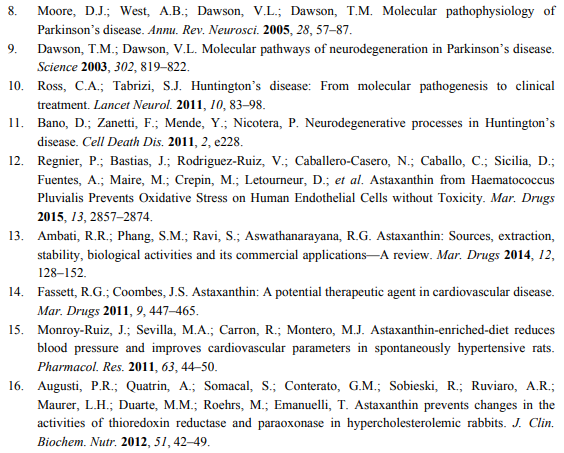 8. Moore, D.J.; West, A.B.; Dawson, V.L.; Dawson, T.M. Molecular pathophysiology of
Parkinson's disease. Annu. Rev. Neurosci. 2005, 28, 57–87.
9. Dawson, T.M.; Dawson, V.L. Molecular pathways of neurodegeneration in Parkinson's disease.
Science 2003, 302, 819–822.
10. Ross, C.A.; Tabrizi, S.J. Huntington's disease: From molecular pathogenesis to clinical
treatment. Lancet Neurol. 2011, 10, 83–98.
11. Bano, D.; Zanetti, F.; Mende, Y.; Nicotera, P. Neurodegenerative processes in Huntington's
disease. Cell Death Dis. 2011, 2, e228.
12. Regnier, P.; Bastias, J.; Rodriguez-Ruiz, V.; Caballero-Casero, N.; Caballo, C.; Sicilia, D.;
Fuentes, A.; Maire, M.; Crepin, M.; Letourneur, D.; et al. Astaxanthin from Haematococcus
Pluvialis Prevents Oxidative Stress on Human Endothelial Cells without Toxicity. Mar. Drugs
2015, 13, 2857–2874.
13. Ambati, R.R.; Phang, S.M.; Ravi, S.; Aswathanarayana, R.G. Astaxanthin: Sources, extraction,
stability, biological activities and its commercial applications—A review. Mar. Drugs 2014, 12,
128–152.
14. Fassett, R.G.; Coombes, J.S. Astaxanthin: A potential therapeutic agent in cardiovascular disease.
Mar. Drugs 2011, 9, 447–465.
15. Monroy-Ruiz, J.; Sevilla, M.A.; Carron, R.; Montero, M.J. Astaxanthin-enriched-diet reduces
blood pressure and improves cardiovascular parameters in spontaneously hypertensive rats.
Pharmacol. Res. 2011, 63, 44–50.
16. Augusti, P.R.; Quatrin, A.; Somacal, S.; Conterato, G.M.; Sobieski, R.; Ruviaro, A.R.;
Maurer, L.H.; Duarte, M.M.; Roehrs, M.; Emanuelli, T. Astaxanthin prevents changes in the
activities of thioredoxin reductase and paraoxonase in hypercholesterolemic rabbits. J. Clin.
Biochem. Nutr. 2012, 51, 42–49.